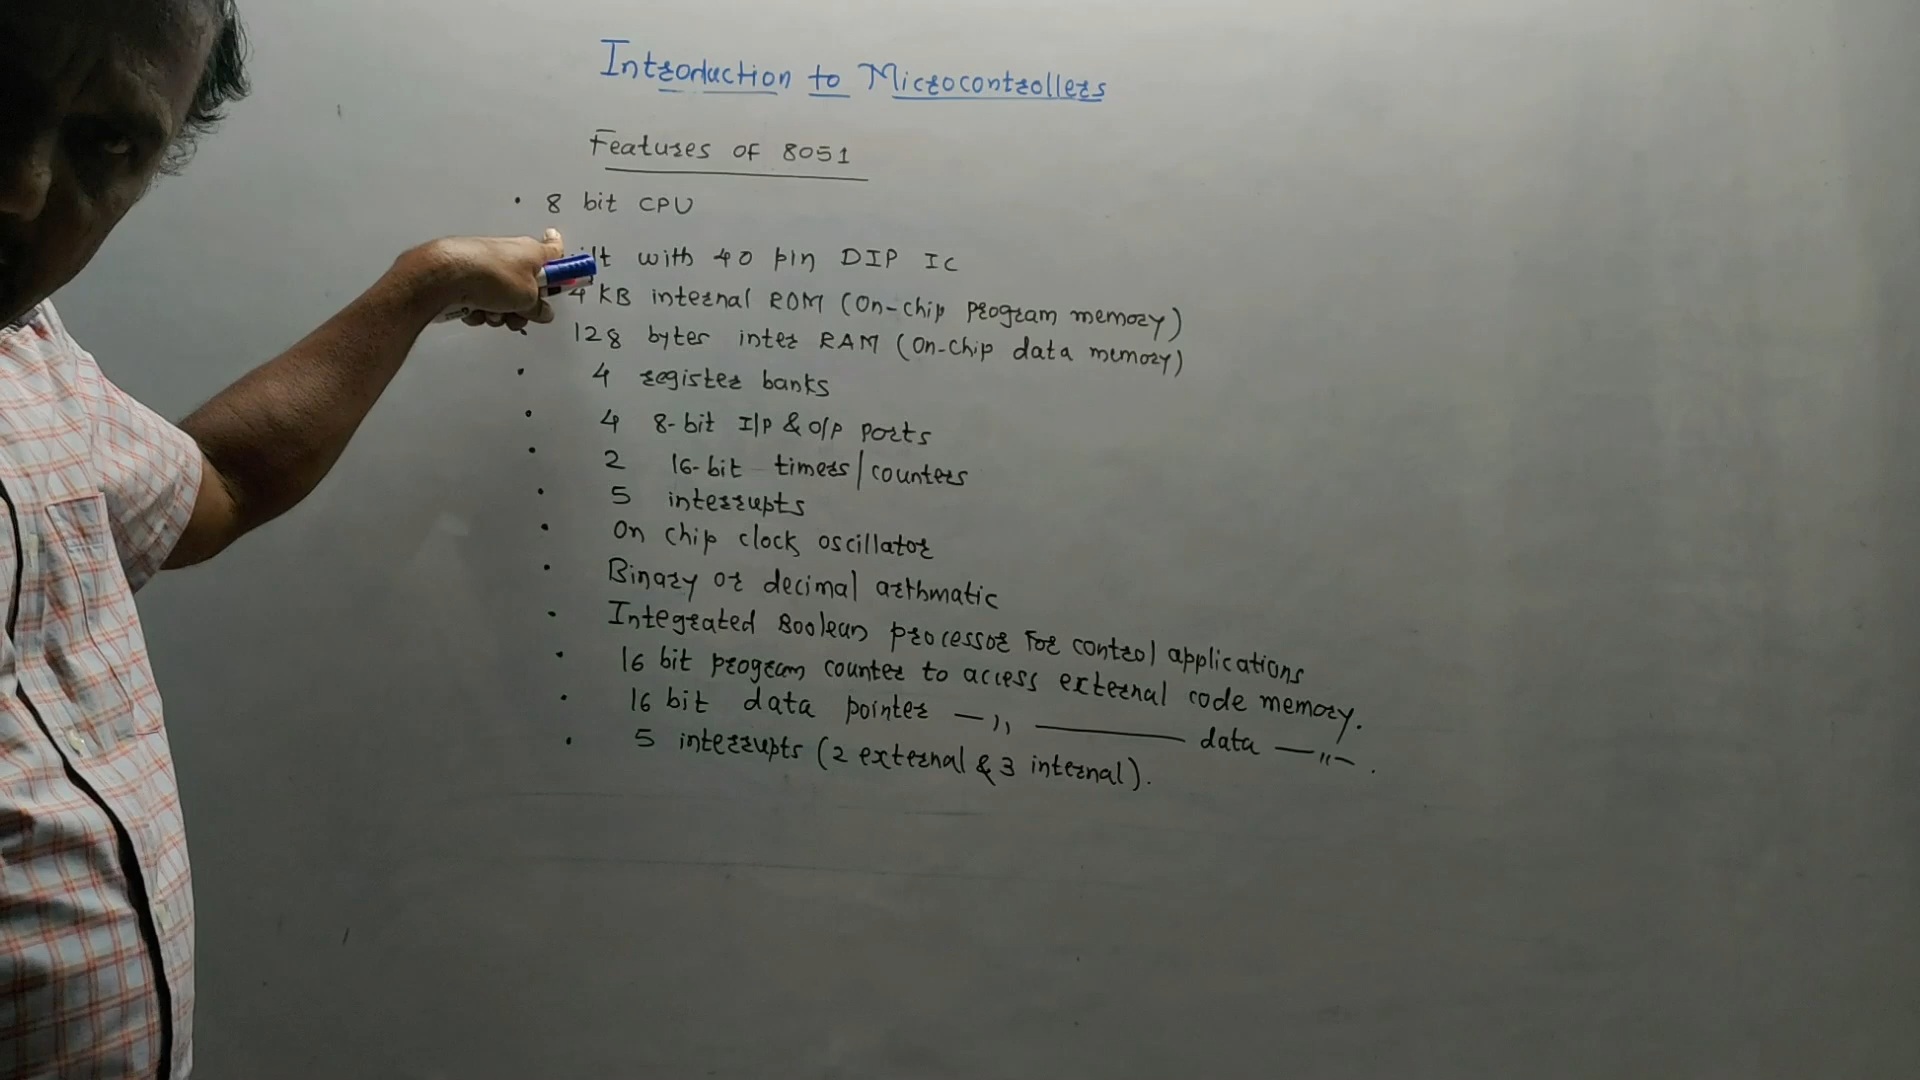 Introduction to Microcontrollers
Features of 8051
• 8 bit CPU
with 40 pin DIP IC
4 KB internal ROM (On-chip Program memory)
• 128 bytes inter RAM (On-chip data memory)
• 4 register banks
• 4 8-bit I/P & O/P Ports
• 2 16-bit timers/counters
• 5 interrupts
• On chip clock oscillator
• Binary or decimal arthmatic
• Integrated Boolean processor for control applications
• 16 bit program counter to access external code memory.
• 16 bit data pointer —,,——— data —"— .
• 5 interrupts (2 external & 3 internal).